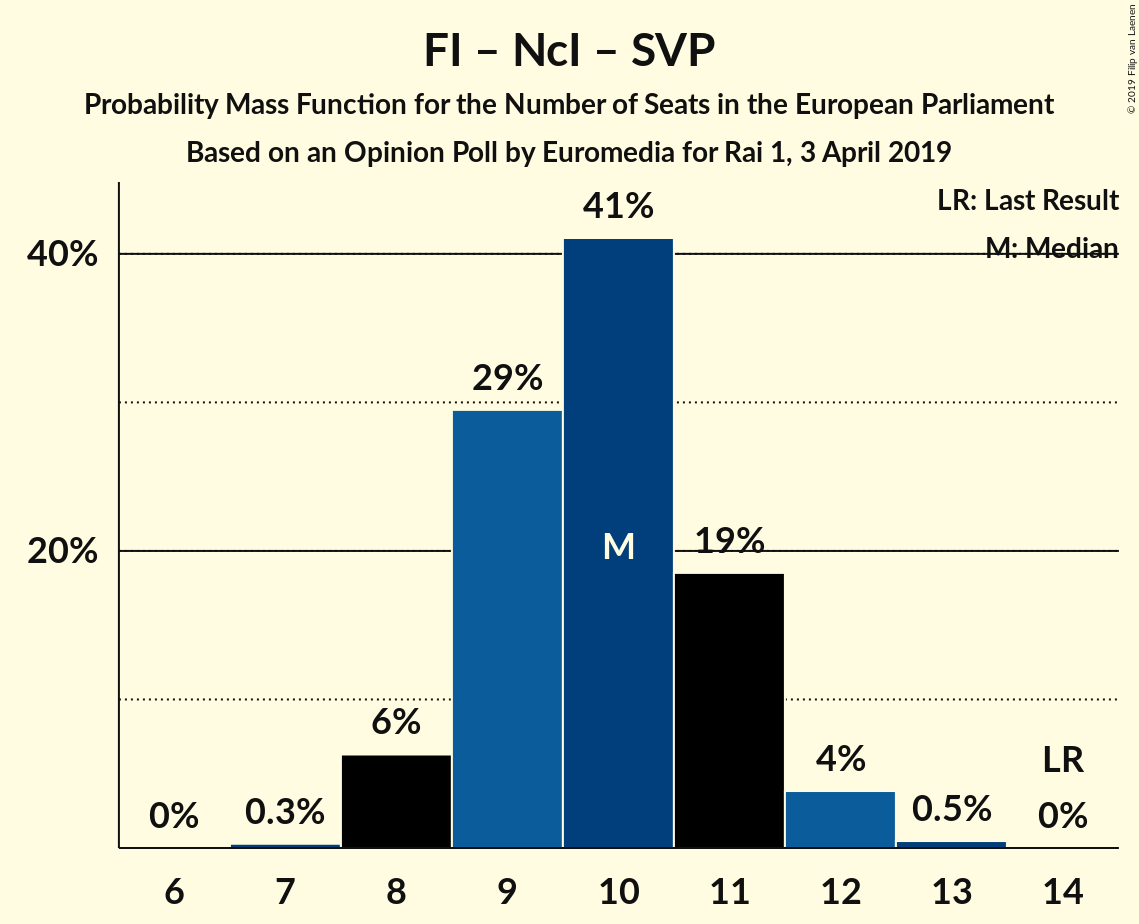 FI – NcI – SVP
Probability Mass Function for the Number of Seats in the European Parliament
Based on an Opinion Poll by Euromedia for Rai 1, 3 April 2019
© 2019 Filip van Laenen
LR: Last Result
M: Median
40%
20%
0%
0.3%
6%
29%
41%
M
19%
4%
0.5%
LR
0%
6 7 8 9 10 11 12 13 14